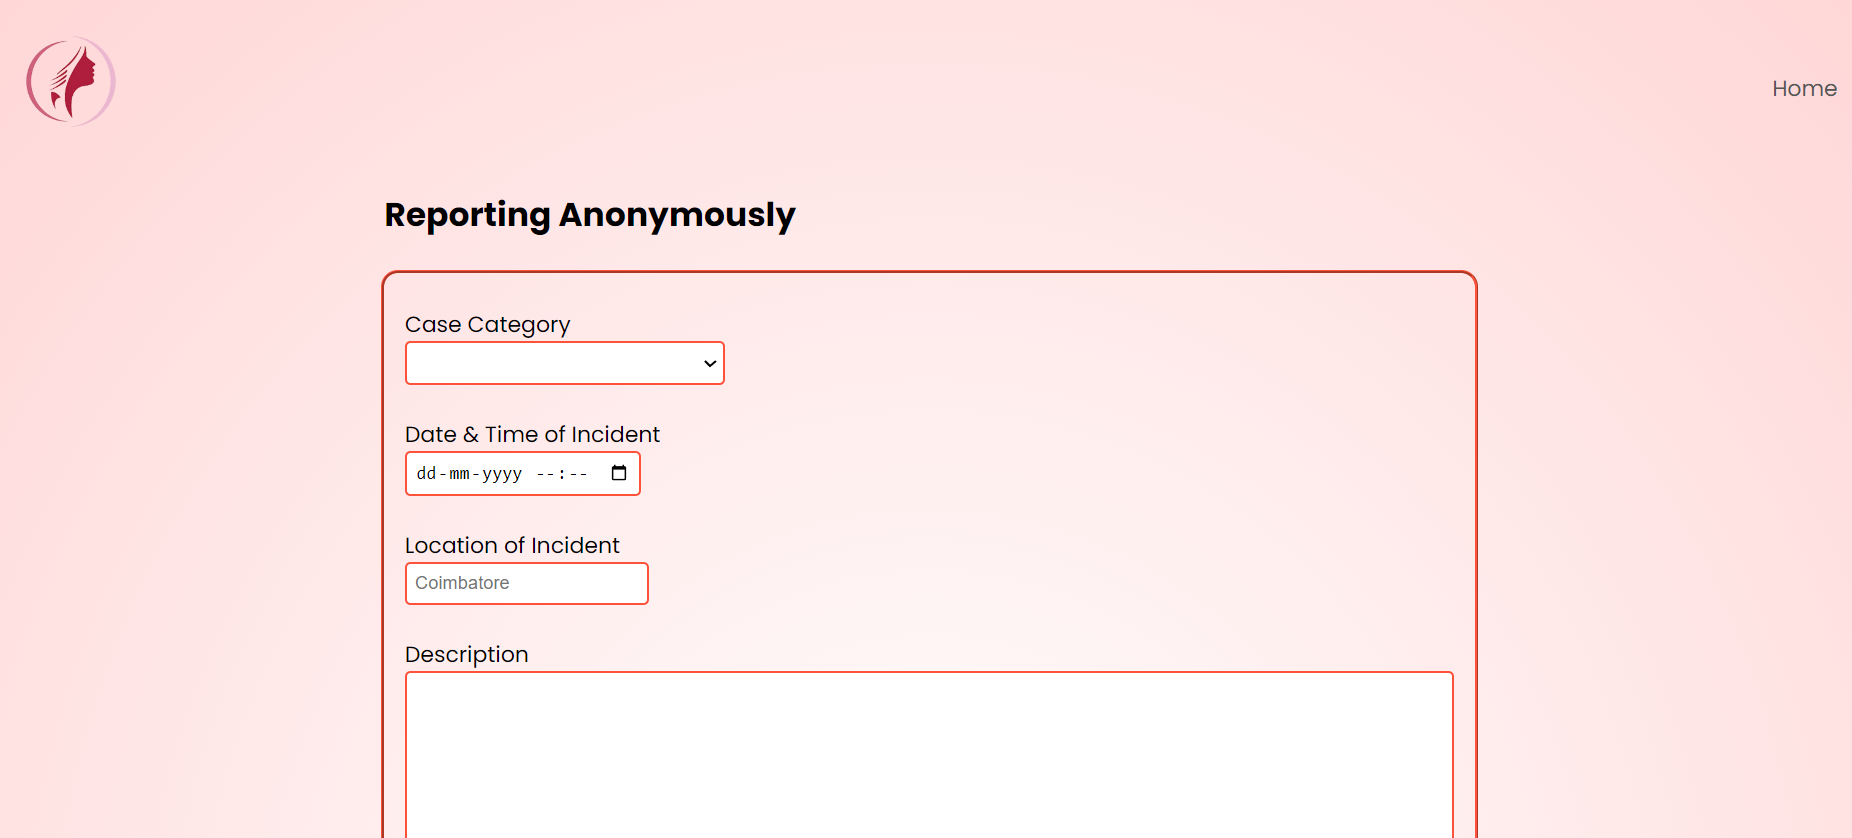 Home
Reporting Anonymously
Case Category
Date & Time of Incident
dd-mm-yyyy --:--
Location of Incident
Coimbatore
Description